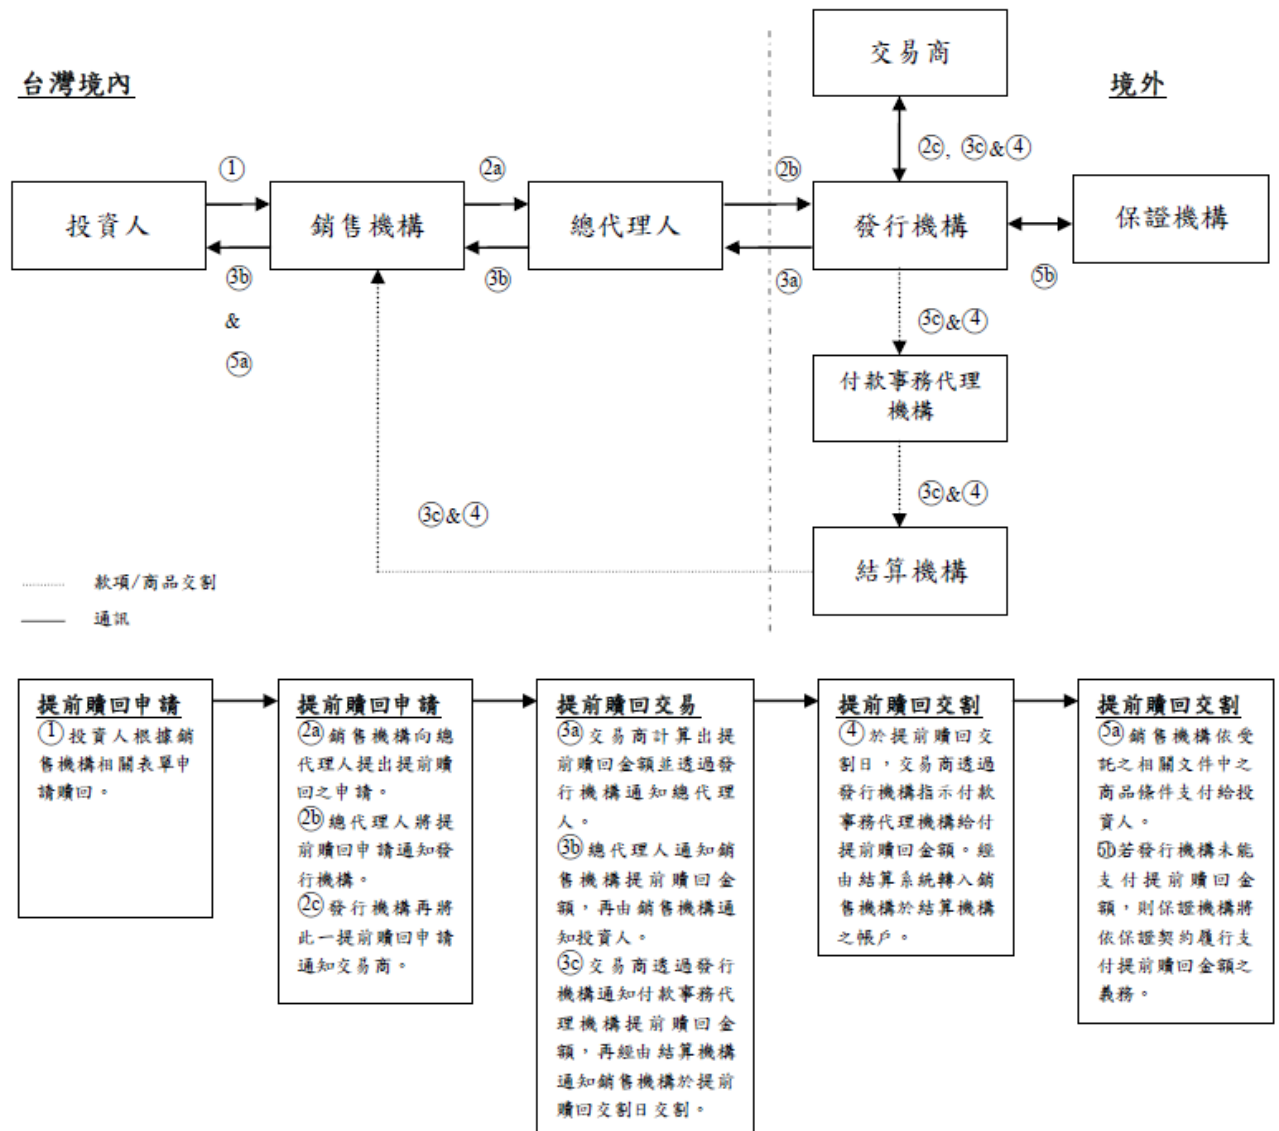 交易商
台灣境內
境外
2c, 3c&4
1
2a
2b
投資人
銷售機構
總代理人
發行機構
保證機構
3b
&
5a
3b
3a
5b
3c&4
付款事務代理
機構
3c&4
3c&4
結算機構
款項/商品交割
通訊
提前贖回申請
1 投資人根據銷
售機構相關表單申
請贖回。
提前贖回申請
2a 銷售機構向總
代理人提出提前贖
回之申請。
2b 總代理人將提
前贖回申請通知發
行機構。
2c 發行機構再將
此一提前贖回申請
通知交易商。
提前贖回交易
3a 交易商計算出提
前贖回金額並透過發
行機構通知總代理
人。
3b 總代理人通知銷
售機構提前贖回金
額，再由銷售機構通
知投資人。
3c 交易商透過發行
機構通知付款事務代
理機構提前贖回金
額，再經由結算機構
通知銷售機構於提前
贖回交割日交割。
提前贖回交割
4 於提前贖回交
割日，交易商透過
發行機構指示付款
事務代理機構給付
提前贖回金額。經
由結算系統轉入銷
售機構於結算機構
之帳戶。
提前贖回交割
5a 銷售機構依受
託之相關文件中之
商品條件支付給投
資人。
5b 若發行機構未能
支付提前贖回金
額，則保證機構將
依保證契約履行支
付提前贖回金額之
義務。